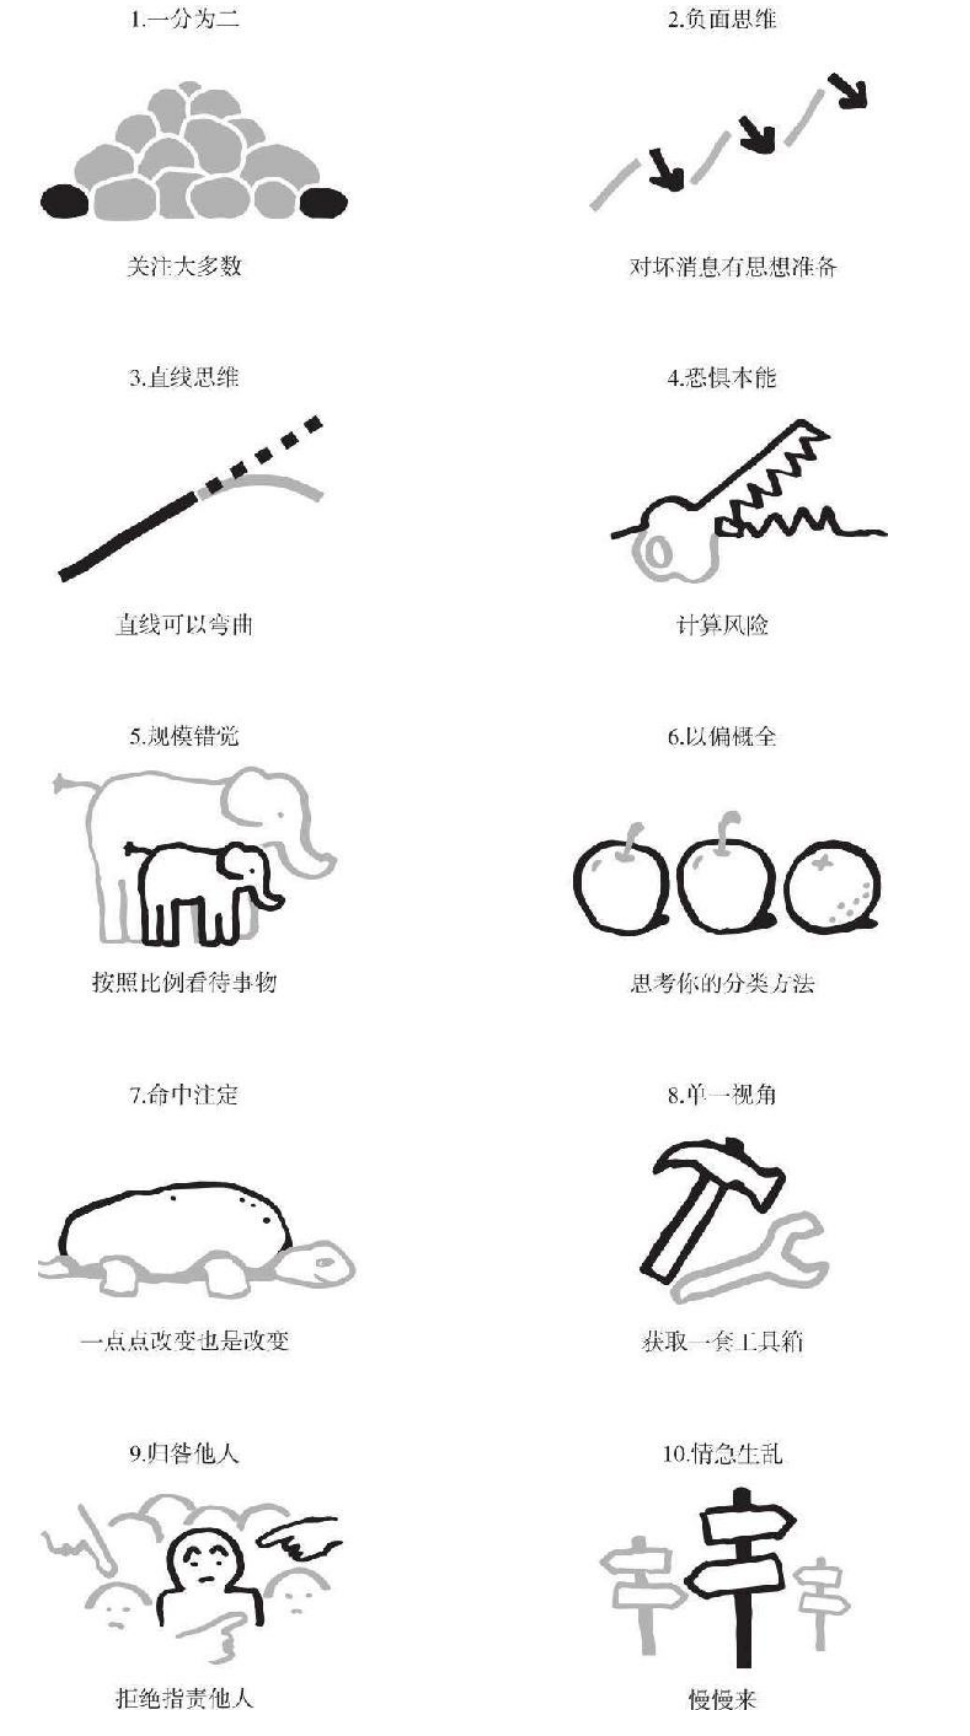 1.一分为二
2.负面思维
关注大多数
对坏消息有思想准备
3.直线思维
4.恐惧本能
直线可以弯曲
计算风险
5.规模错觉
6.以偏概全
按照比例看待事物
思考你的分类方法
7.命中注定
8.单一视角
一点点改变也是改变
获取一套工具箱
9.归咎他人
10.情急生乱
拒绝指责他人
慢慢来